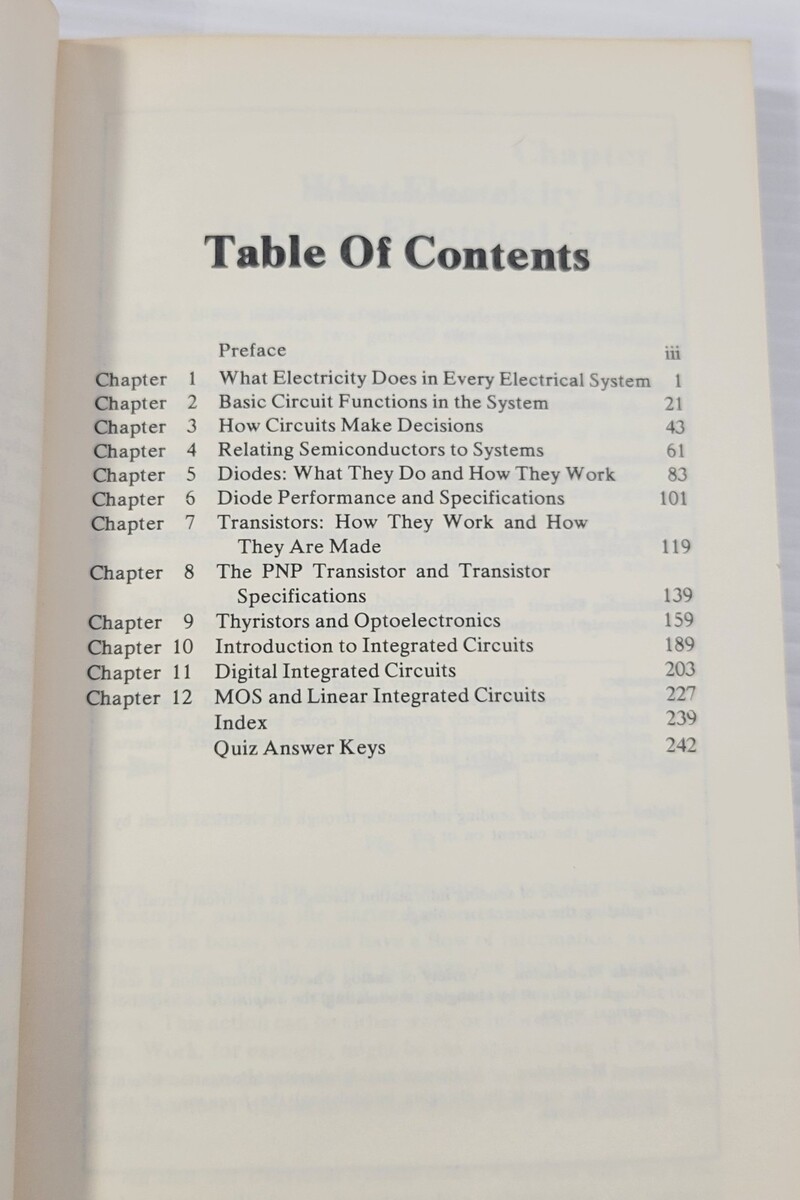 Table Of Contents
Preface iii
Chapter 1 What Electricity Does in Every Electrical System 1
Chapter 2 Basic Circuit Functions in the System 21
Chapter 3 How Circuits Make Decisions 43
Chapter 4 Relating Semiconductors to Systems 61
Chapter 5 Diodes: What They Do and How They Work 83
Chapter 6 Diode Performance and Specifications 101
Chapter 7 Transistors: How They Work and How
They Are Made 119
Chapter 8 The PNP Transistor and Transistor
Specifications 139
Chapter 9 Thyristors and Optoelectronics 159
Chapter 10 Introduction to Integrated Circuits 189
Chapter 11 Digital Integrated Circuits 203
Chapter 12 MOS and Linear Integrated Circuits 227
Index 239
Quiz Answer Keys 242